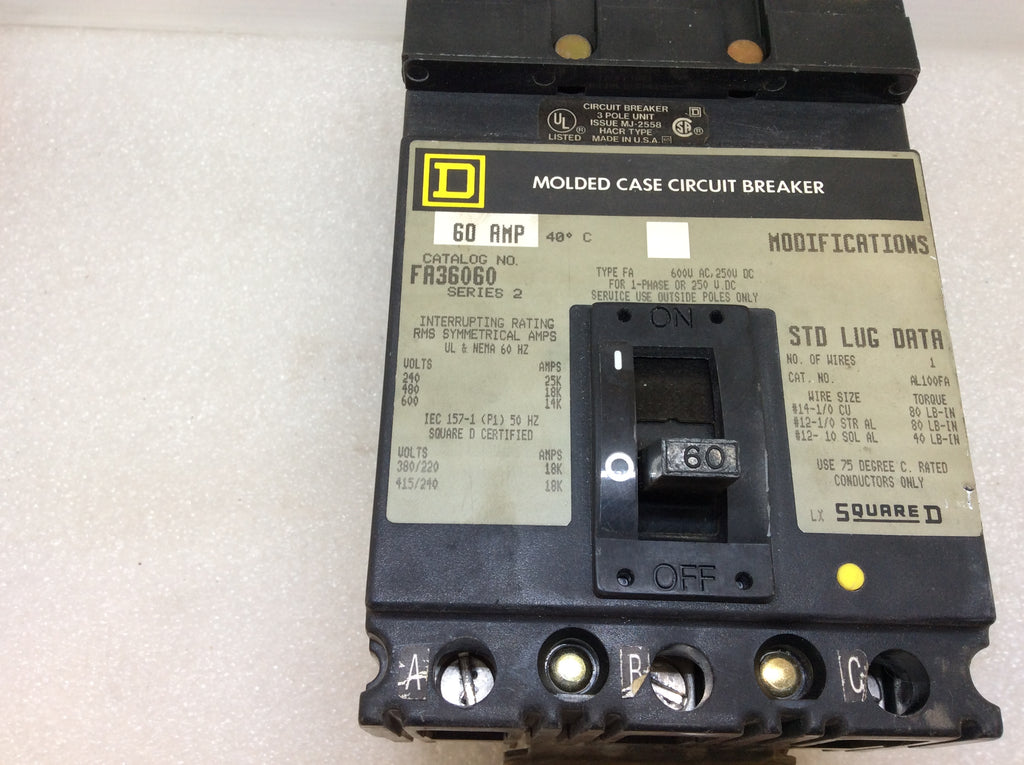 CIRCUIT BREAKER
3 POLE UNIT
ISSUE MJ-2558
HACR TYPE
MADE IN U.S.A.
UL
LISTED
SA
D
MOLDED CASE CIRCUIT BREAKER
60 AMP 40° C
CATALOG NO.
FA36060
SERIES 2
INTERRUPTING RATING
RMS SYMMETRICAL AMPS
UL & NEMA 60 HZ
VOLTS AMPS
240 25K
480 18K
600 14K
IEC 157-1 (P1) 50 HZ
SQUARE D CERTIFIED
VOLTS AMPS
380/220 18K
415/240 18K
TYPE FA 600V AC, 250V DC
FOR 1-PHASE OR 250 V.DC
SERVICE USE OUTSIDE POLES ONLY
ON
I
60
O
OFF
MODIFICATIONS
STD LUG DATA
NO. OF WIRES 1
CAT. NO. AL100FA
WIRE SIZE TORQUE
#14-1/0 CU 80 LB-IN
#12-1/0 STR AL 80 LB-IN
#12- 10 SOL AL 40 LB-IN
USE 75 DEGREE C. RATED
CONDUCTORS ONLY
LX SQUARE D
A B C